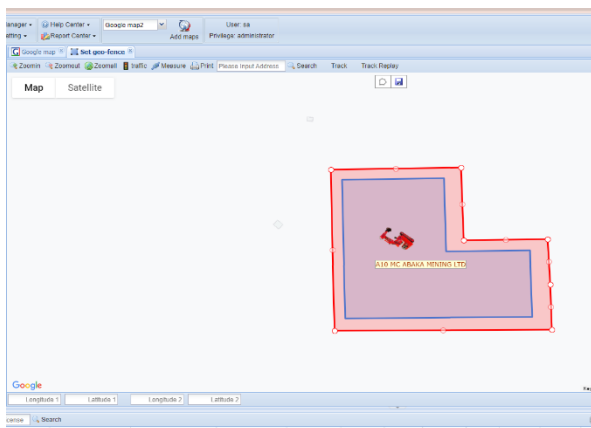 anager Help Center Google map2 User: sa
atting Report Center Add maps Privilege: administrator
Google map Set geo-fence
Zoomin Zoomout Zoomall traffic Measure Print Please Input Address Search Track Track Replay
Map Satellite
A10 MC ABAKA MINING LTD
Google
Longitude 1 Latitude 1 Longitude 2 Latitude 2
icense Search